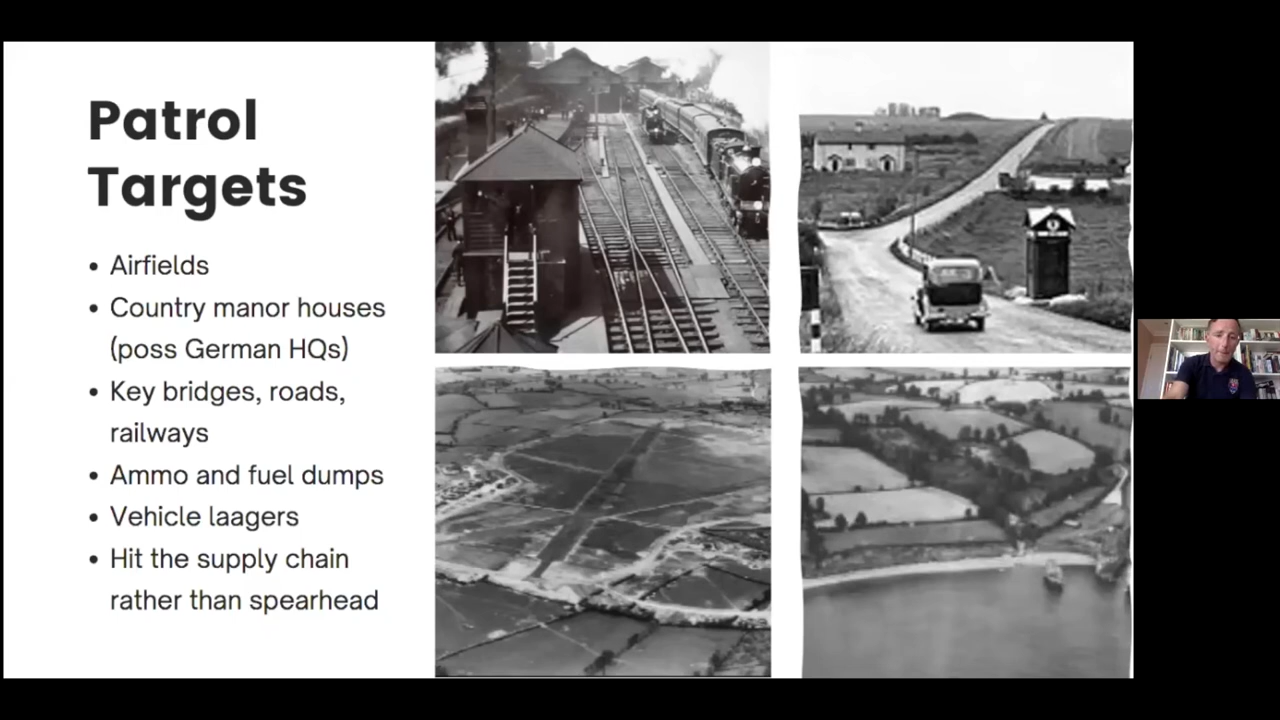 Patrol
Targets
• Airfields
• Country manor houses
(poss German HQs)
• Key bridges, roads,
railways
• Ammo and fuel dumps
• Vehicle laagers
• Hit the supply chain
rather than spearhead